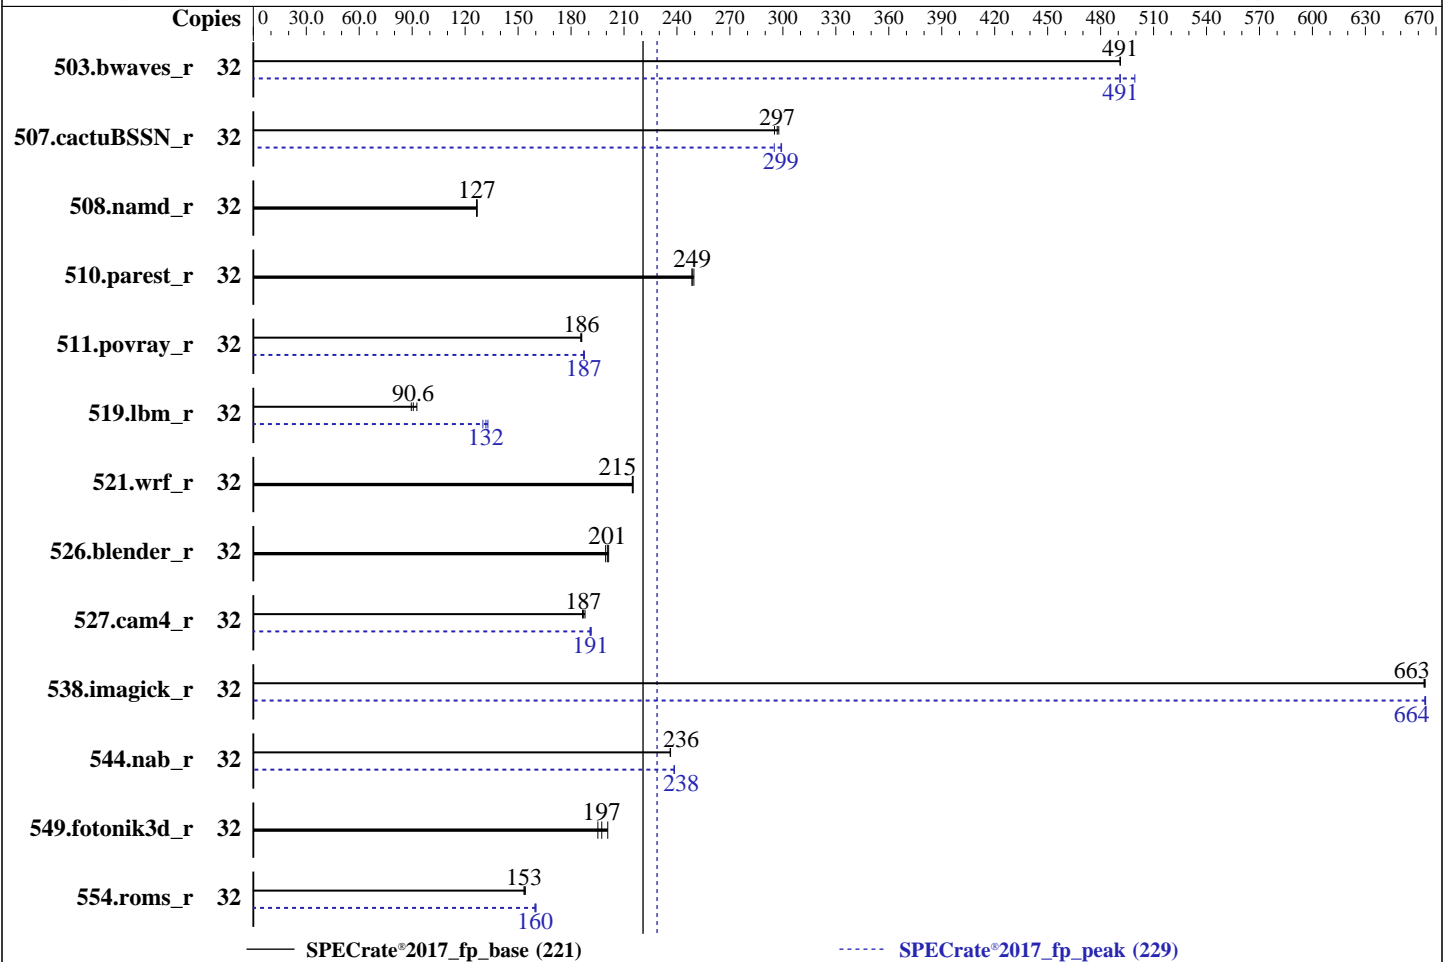 Copies 0 30.0 60.0 90.0 120 150 180 210 240 270 300 330 360 390 420 450 480 510 540 570 600 630 670
491
503.bwaves_r 32
491
297
507.cactuBSSN_r 32
299
127
508.namd_r 32
249
510.parest_r 32
186
511.povray_r 32
187
90.6
519.lbm_r 32
132
215
521.wrf_r 32
201
526.blender_r 32
187
527.cam4_r 32
191
663
538.imagick_r 32
664
236
544.nab_r 32
238
197
549.fotonik3d_r 32
153
554.roms_r 32
160
SPECrate®2017_fp_base (221) SPECrate®2017_fp_peak (229)